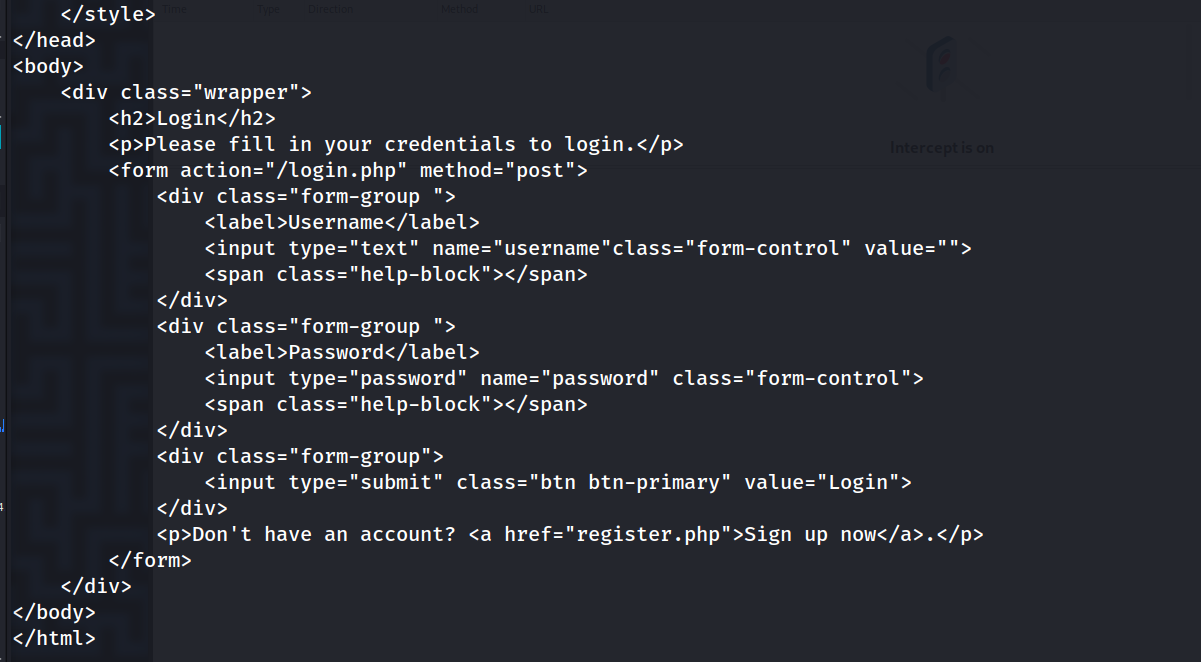 Time Type Direction Method URL
    </style>
</head>
<body>
    <div class="wrapper">
        <h2>Login</h2>
        <p>Please fill in your credentials to login.</p>
Intercept is on
        <form action="/login.php" method="post">
            <div class="form-group ">
                <label>Username</label>
                <input type="text" name="username"class="form-control" value="">
                <span class="help-block"></span>
            </div>
            <div class="form-group ">
                <label>Password</label>
                <input type="password" name="password" class="form-control">
                <span class="help-block"></span>
            </div>
            <div class="form-group">
                <input type="submit" class="btn btn-primary" value="Login">
            </div>
            <p>Don't have an account? <a href="register.php">Sign up now</a>.</p>
        </form>
    </div>
</body>
</html>